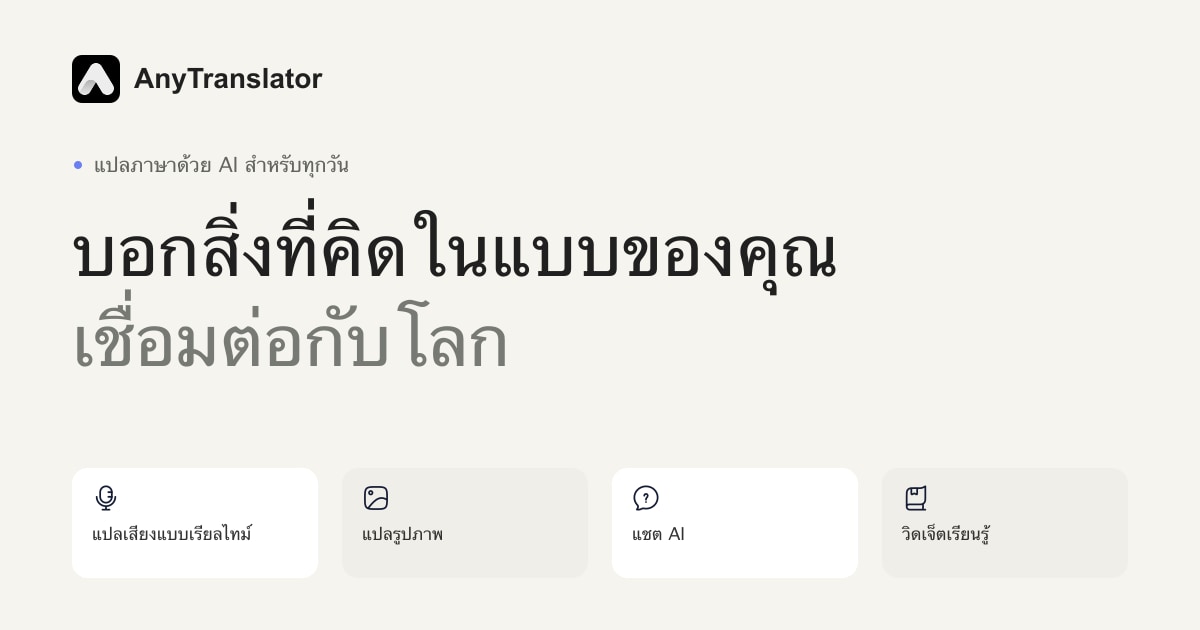 AnyTranslator
แปลภาษาด้วย AI สำหรับทุกวัน
บอกสิ่งที่คิด ในแบบของคุณ
เชื่อมต่อกับ โลก
แปลเสียงแบบเรียลไทม์
แปลรูปภาพ
แชต AI
วิดเจ็ตเรียนรู้